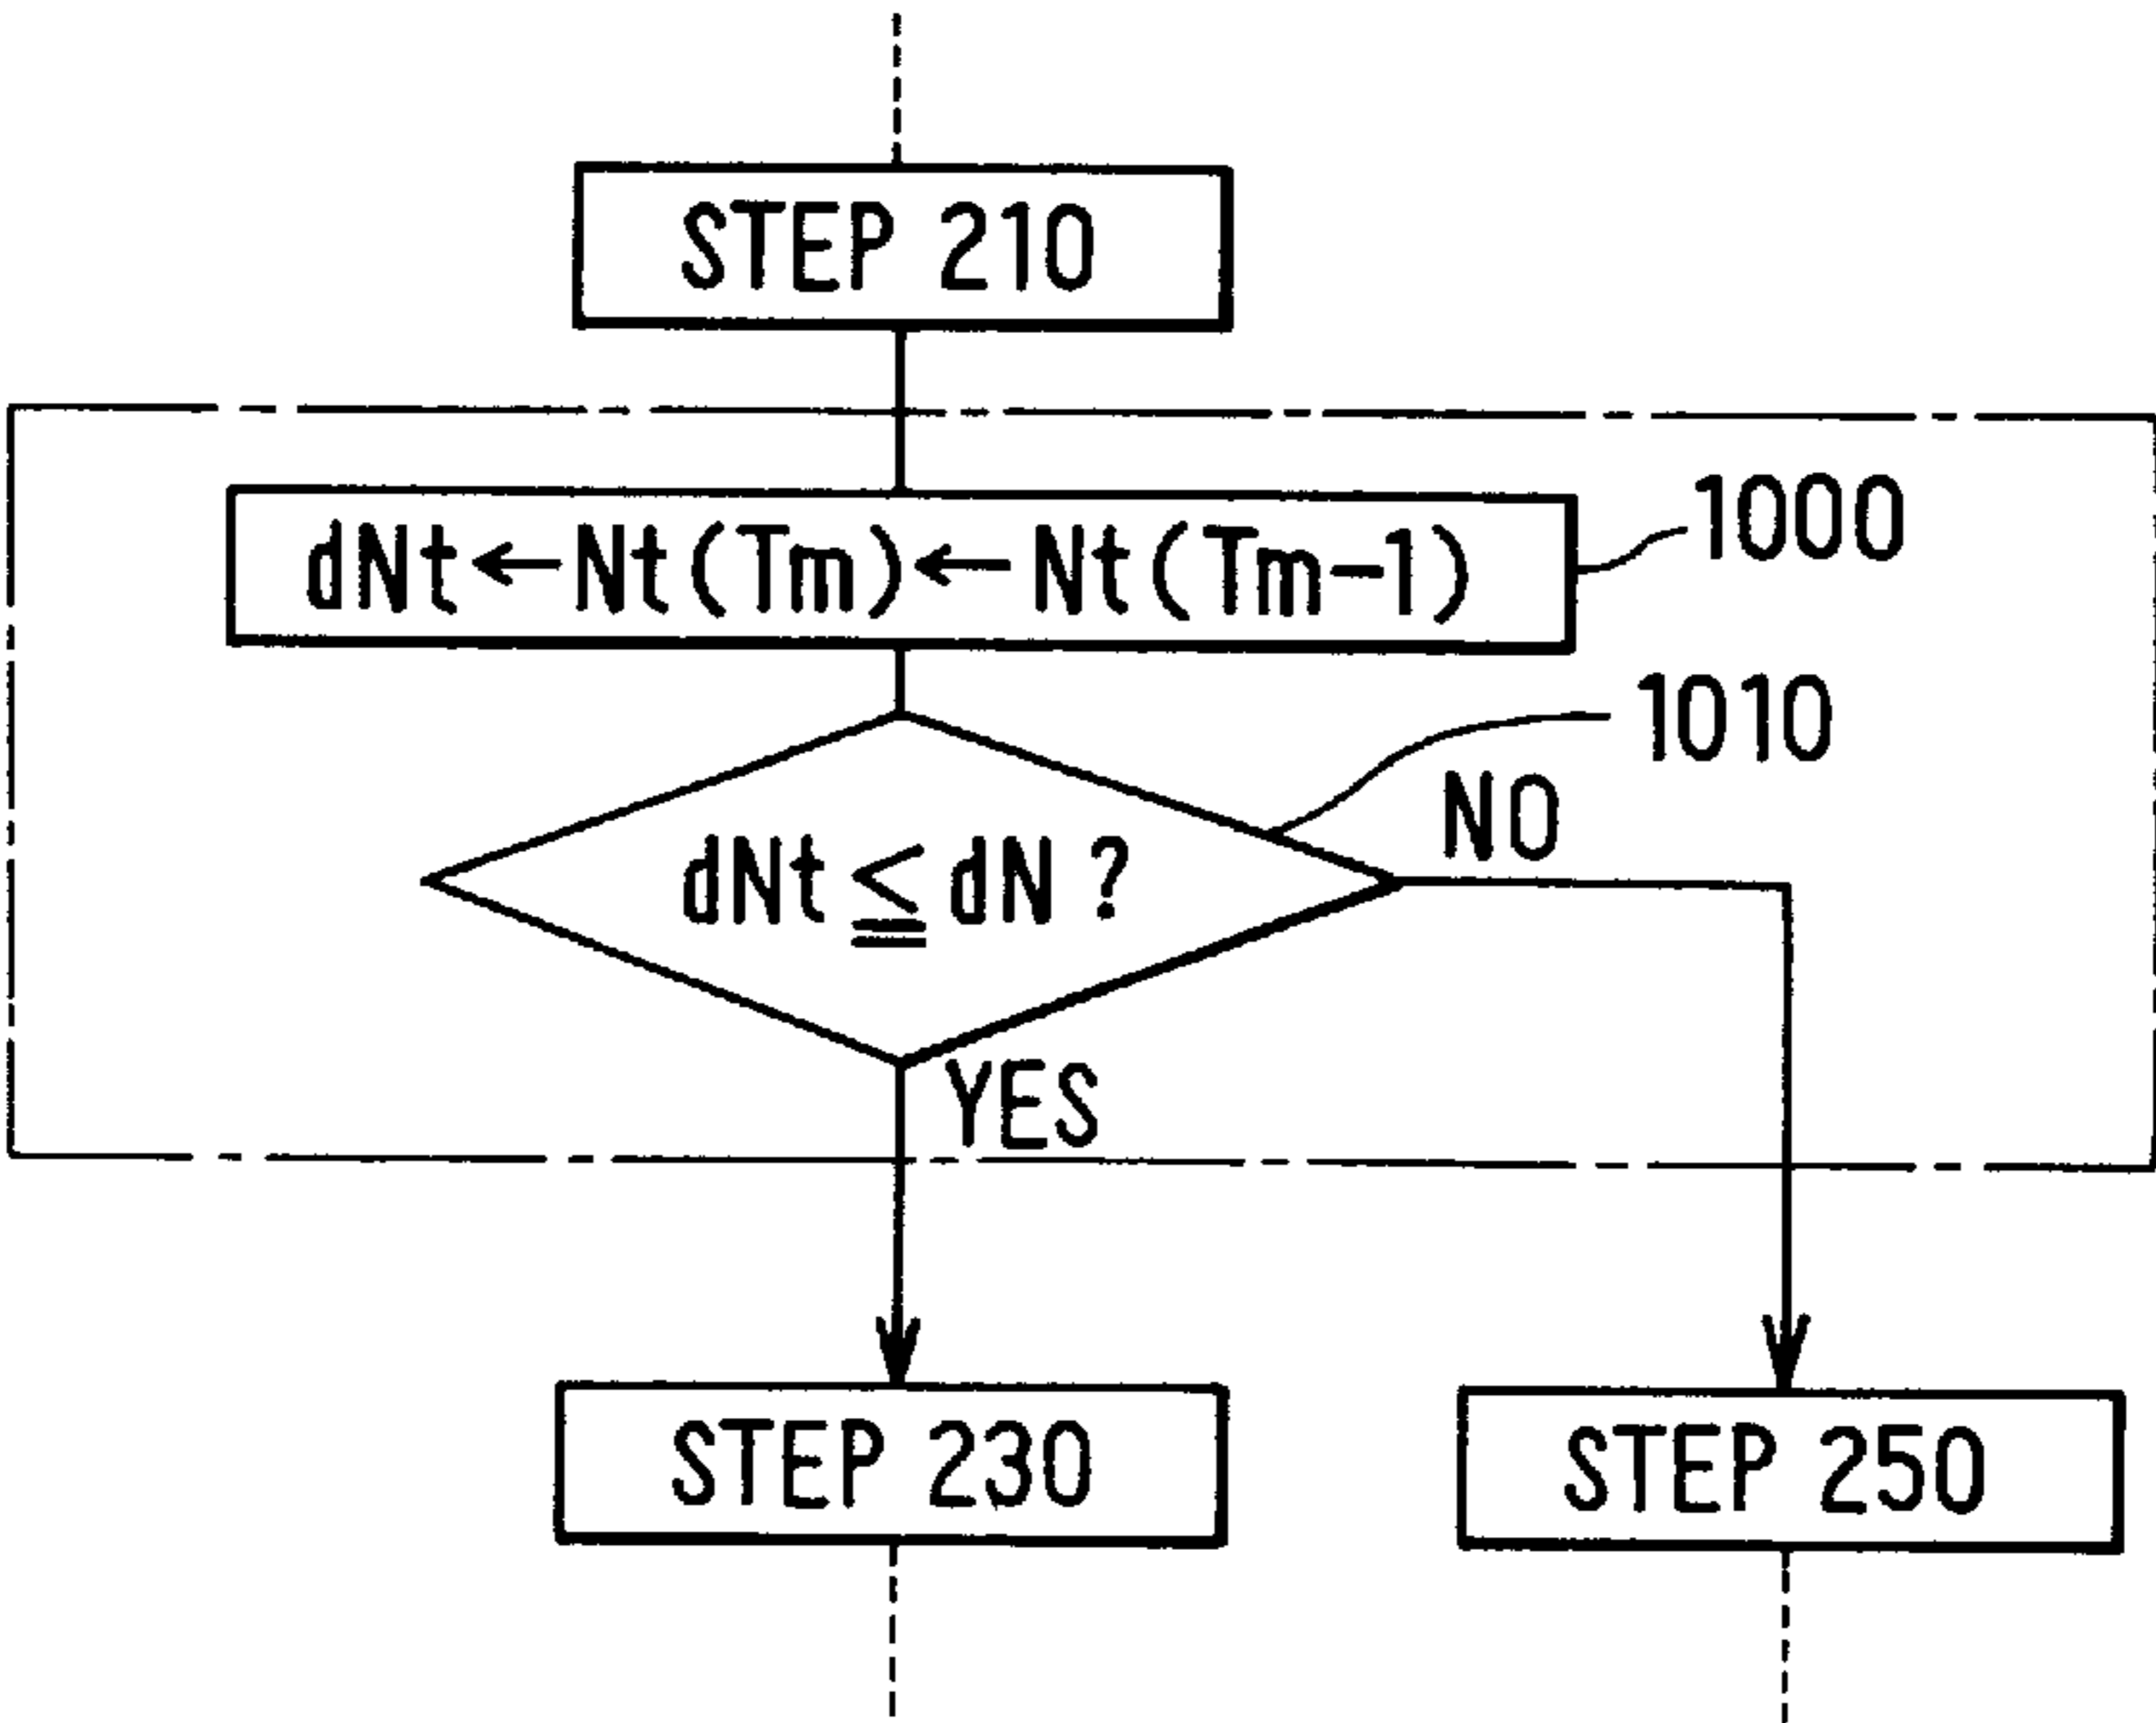 STEP 210
dNt←Nt(Tm)← Nt(Tm-1)
1000
1010
NO
dNt≦dN?
YES
STEP 230
STEP 250